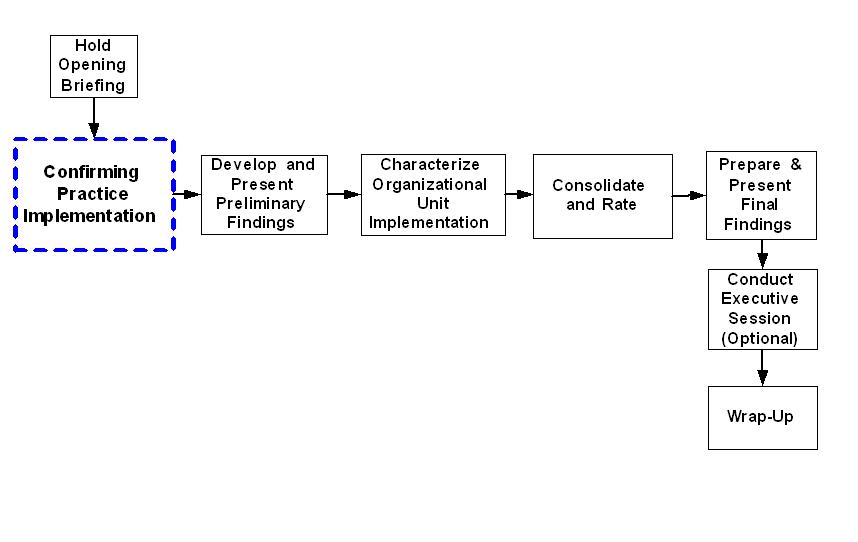 Hold
Opening
Briefing
Confirming
Practice
Implementation
Develop and
Present
Preliminary
Findings
Characterize
Organizational
Unit
Implementation
Consolidate
and Rate
Prepare &
Present
Final
Findings
Conduct
Executive
Session
(Optional)
Wrap-Up